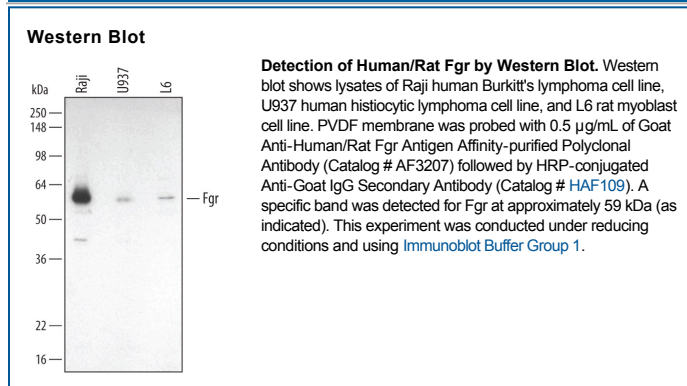 Western Blot
kDa
Raji
U937
L6
250
148
98
64
50
36
22
16
Fgr
Detection of Human/Rat Fgr by Western Blot. Western
blot shows lysates of Raji human Burkitt's lymphoma cell line,
U937 human histiocytic lymphoma cell line, and L6 rat myoblast
cell line. PVDF membrane was probed with 0.5 µg/mL of Goat
Anti-Human/Rat Fgr Antigen Affinity-purified Polyclonal
Antibody (Catalog # AF3207) followed by HRP-conjugated
Anti-Goat IgG Secondary Antibody (Catalog # HAF109). A
specific band was detected for Fgr at approximately 59 kDa (as
indicated). This experiment was conducted under reducing
conditions and using Immunoblot Buffer Group 1.